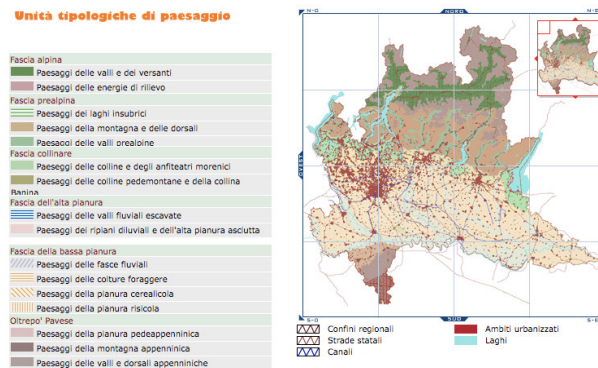 Unità tipologiche di paesaggio
Fascia alpina
Paesaggi delle valli e dei versanti
Paesaggi delle energie di rilievo
Fascia prealpina
Paesaggi dei laghi insubrici
Paesaggi della montagna e delle dorsali
Paesaggi delle valli prealpine
Fascia collinare
Paesaggi delle colline e degli anfiteatri morenici
Paesaggi delle colline pedemontane e della collina
Banina
Fascia dell'alta pianura
Paesaggi delle valli fluviali escavate
Paesaggi dei ripiani diluviali e dell'alta pianura asciutta
Fascia della bassa pianura
Paesaggi delle fasce fluviali
Paesaggi delle colture foraggere
Paesaggi della pianura cerealicola
Paesaggi della pianura risicola
Oltrepo' Pavese
Paesaggi della pianura pedeappenninica
Paesaggi della montagna appenninica
Paesaggi delle valli e dorsali appenniniche
N-O
NORD
N-E
OVEST
S-O
SUD
S-E
Confini regionali
Strade statali
Canali
Ambiti urbanizzati
Laghi